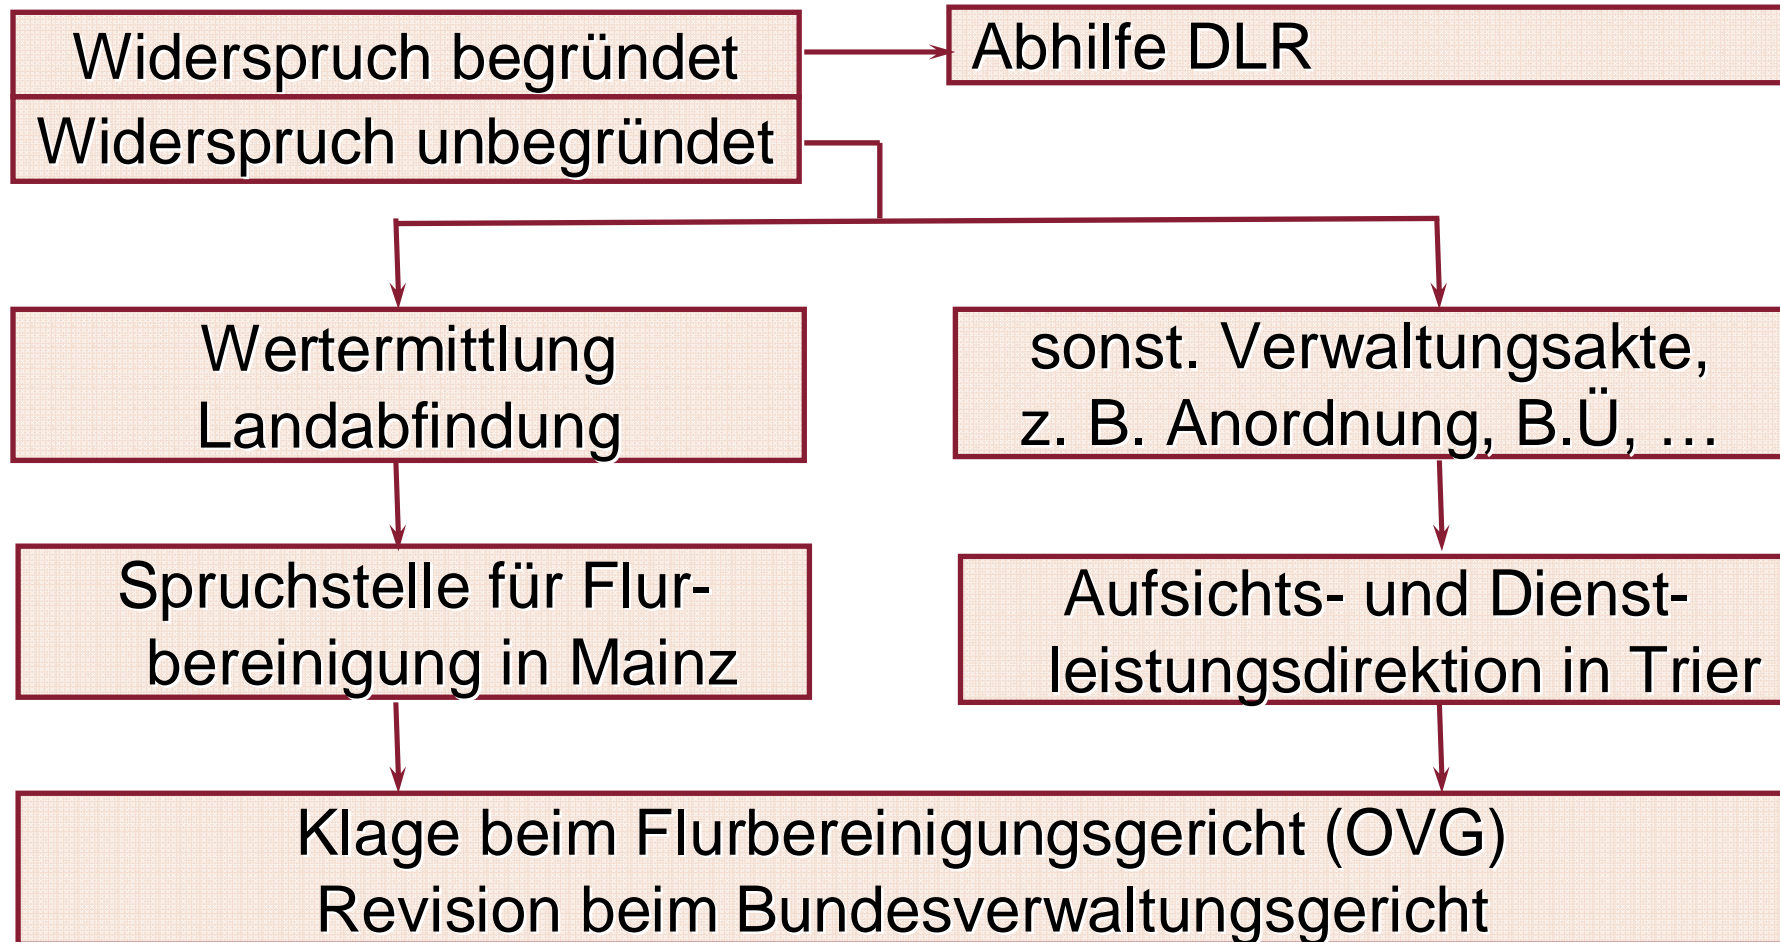 Widerspruch begründet
Abhilfe DLR
Widerspruch unbegründet
Wertermittlung
Landabfindung
sonst. Verwaltungsakte,
z. B. Anordnung, B.Ü, …
Spruchstelle für Flur-
bereinigung in Mainz
Aufsichts- und Dienst-
leistungsdirektion in Trier
Klage beim Flurbereinigungsgericht (OVG)
Revision beim Bundesverwaltungsgericht